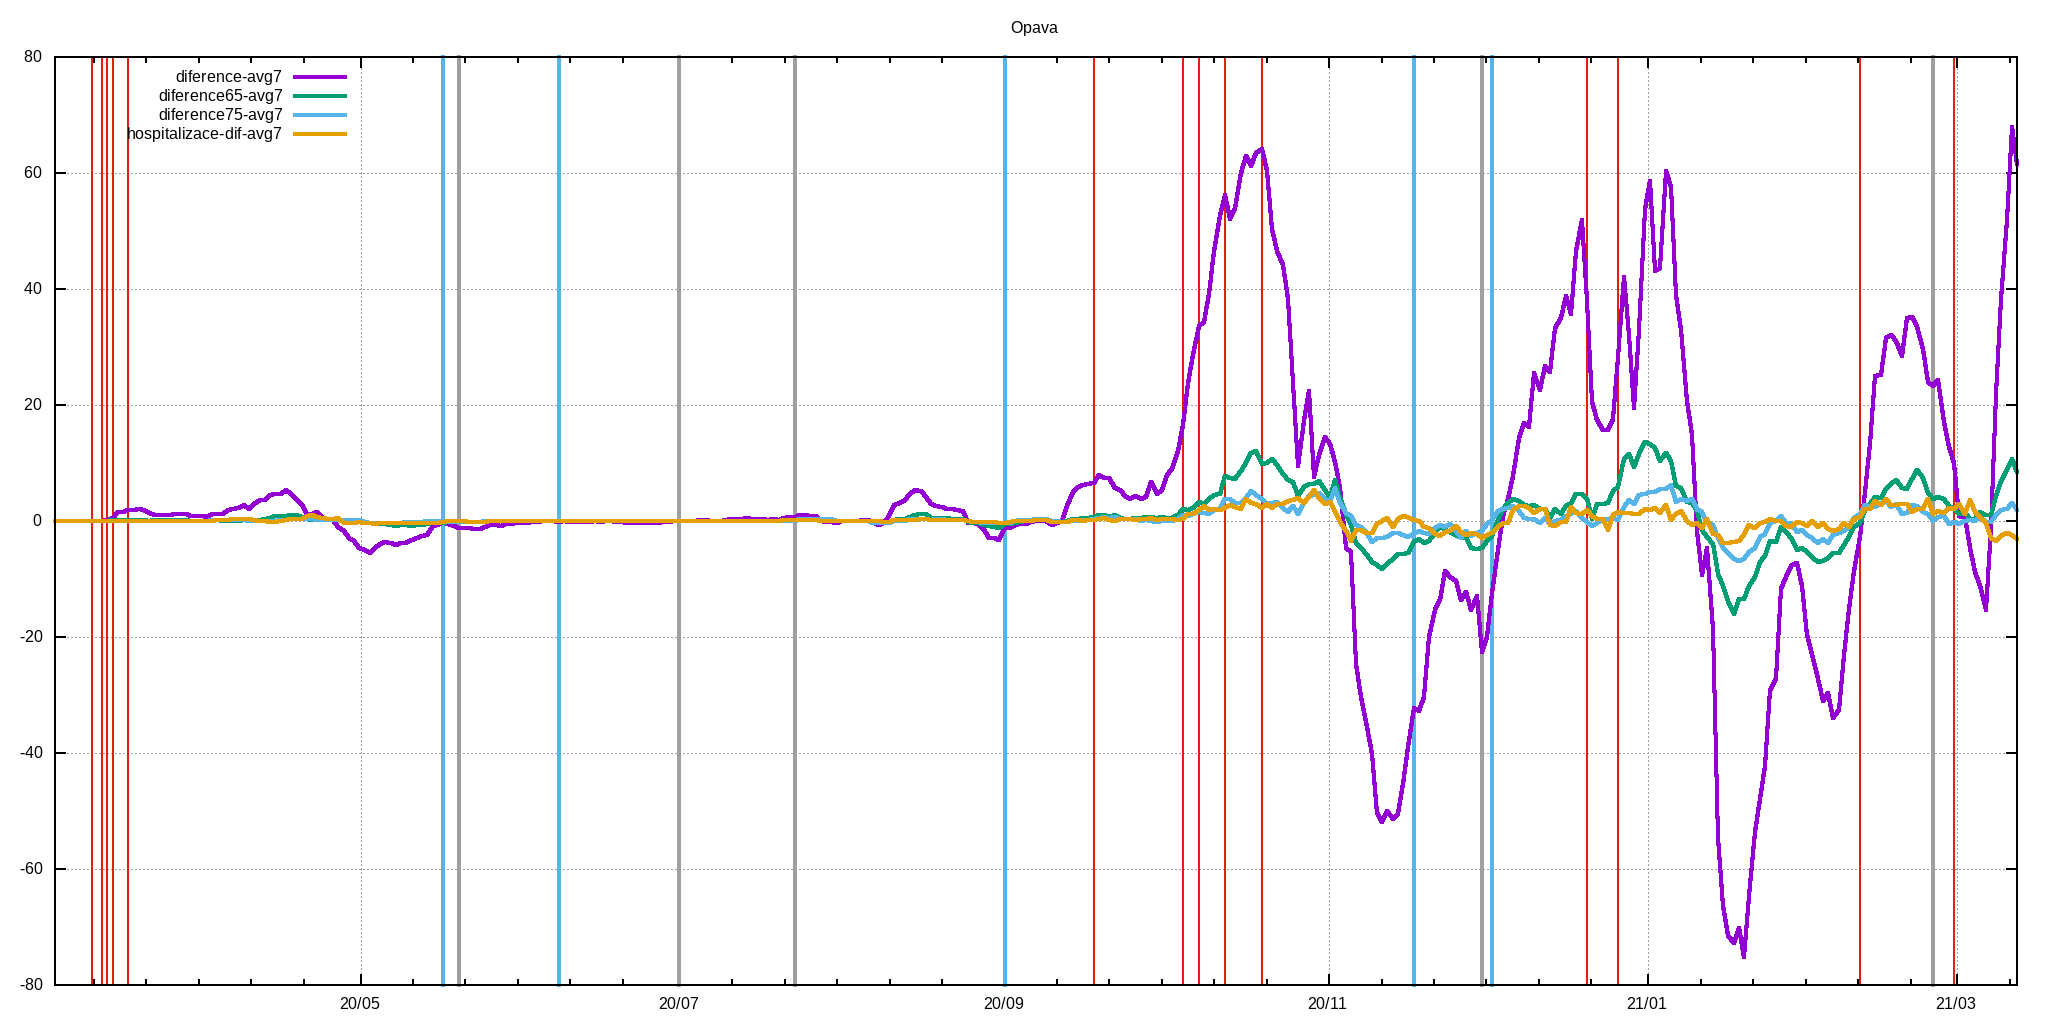 Opava
diference-avg7
diference65-avg7
diference75-avg7
hospitalizace-dif-avg7
80
60
40
20
0
-20
-40
-60
-80
20/05 20/07 20/09 20/11 21/01 21/03